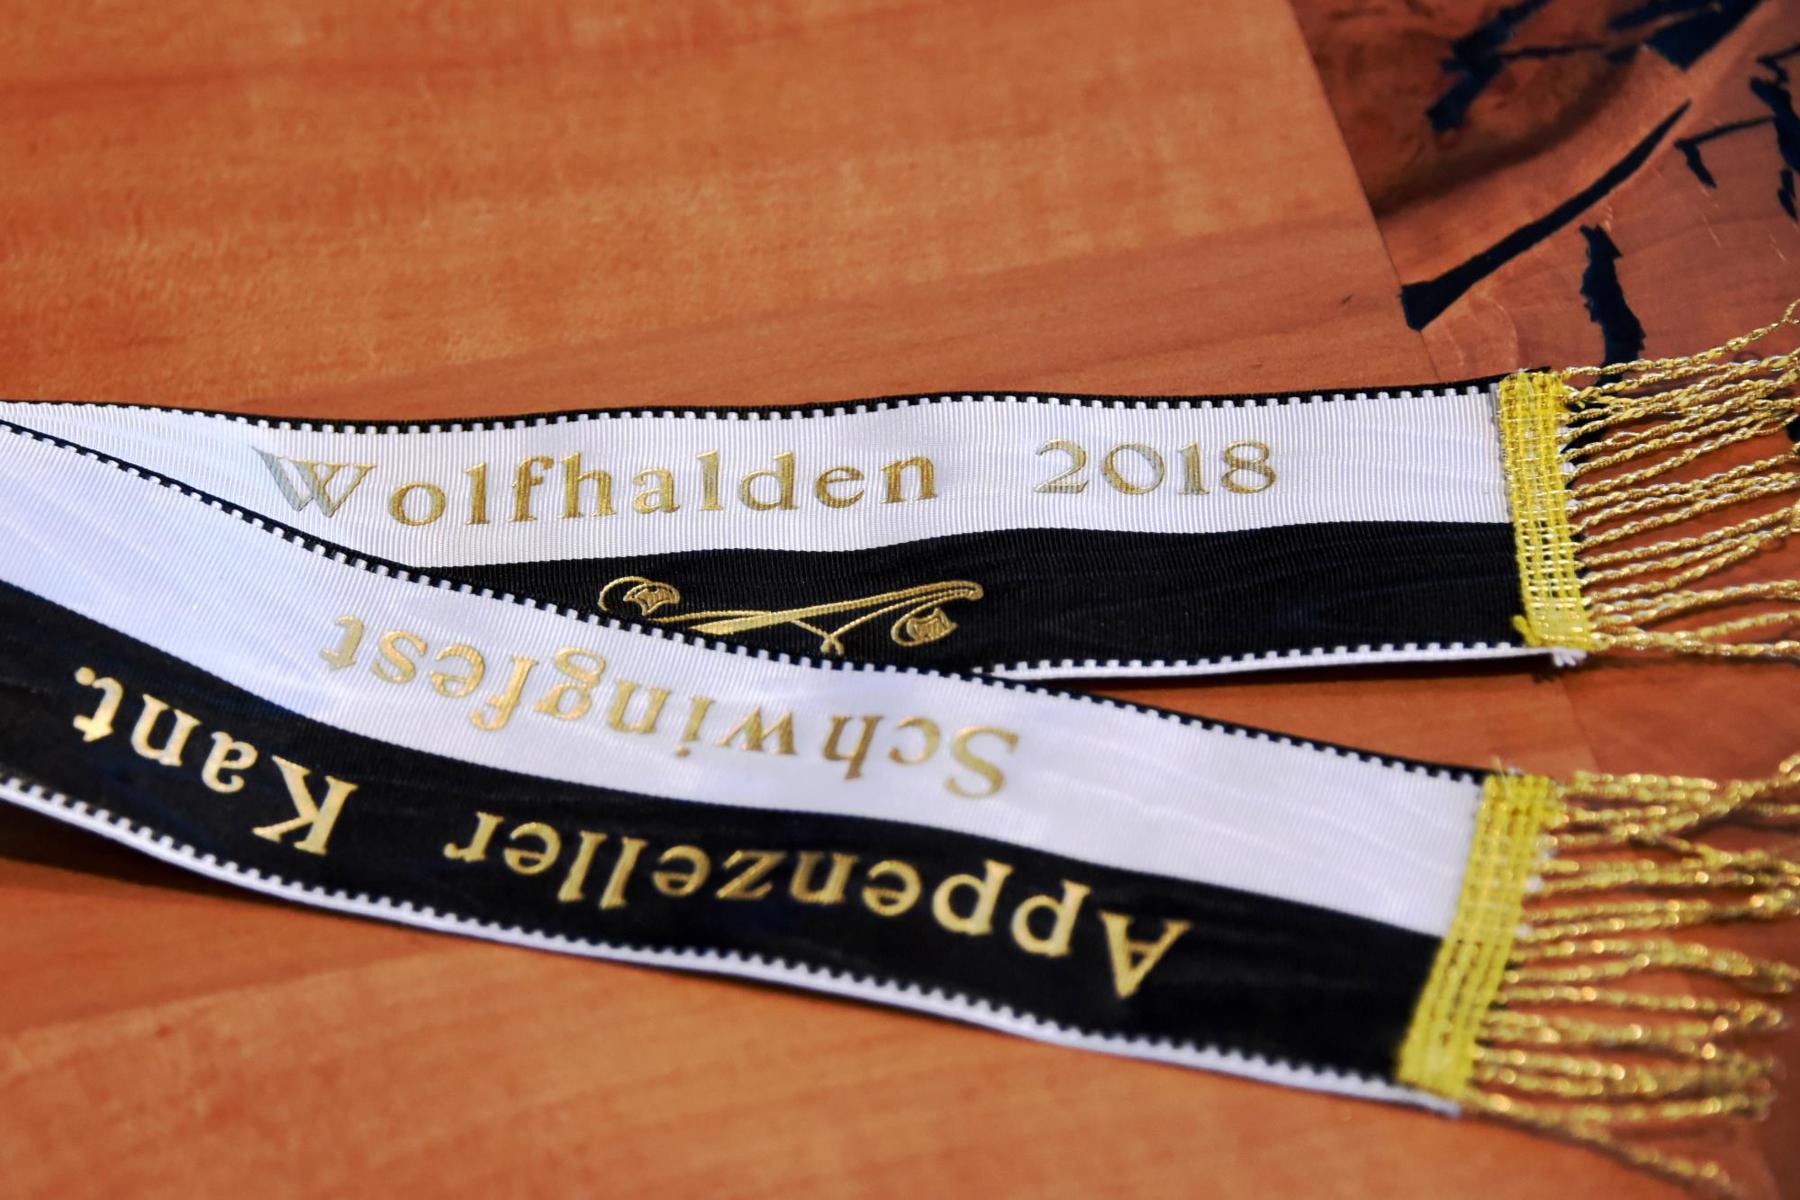 Wolfhalden 2018
Appenzeller Kant.
Schwingfest